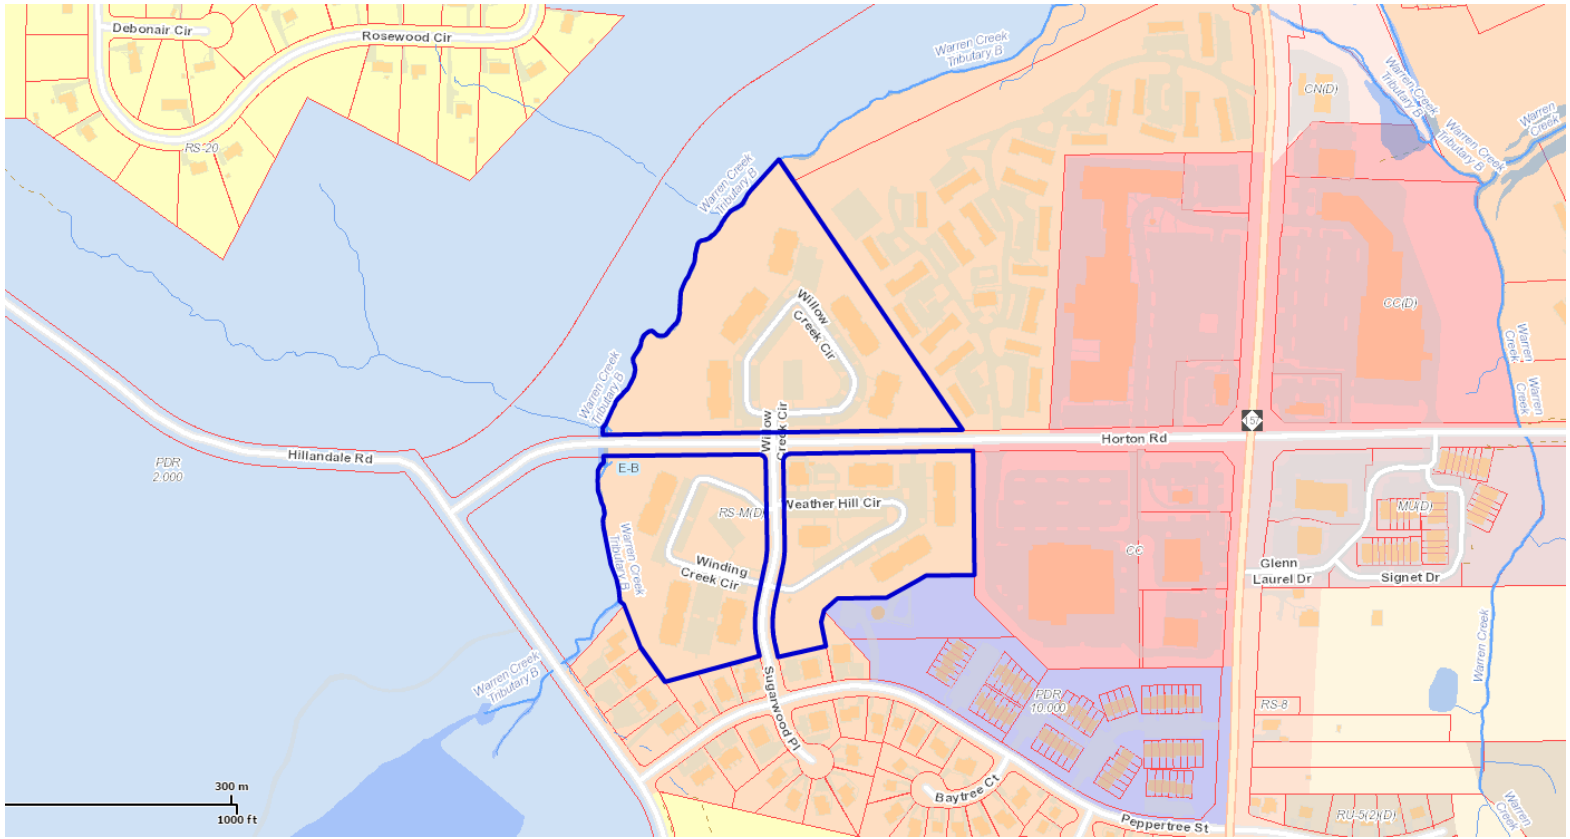 Debonair Cir
Rosewood Cir
RS-20
Warren Creek
Tributary B
Warren Creek
Tributary B
CN(D)
Warren Creek
Tributary B
Warren
Creek
Warren Creek
Tributary B
CC(D)
Willow
Creek Cir
Warren
Creek
Warren
Creek
Warren Creek
Tributary B
Willow
Creek Cir
157
Horton Rd
Hillandale Rd
PDR
2.000
E-B
RS-M(D)
Weather Hill Cir
MU(D)
Warren Creek
Tributary B
CC
Winding
Creek Cir
Glenn
Laurel Dr
Signet Dr
Warren Creek
Warren Creek
Tributary B
Sugarwood Pl
PDR
10.000
RS-8
Baytree Ct
300 m
1000 ft
Peppertree St
RU-5(2)(D)
Warren
Creek